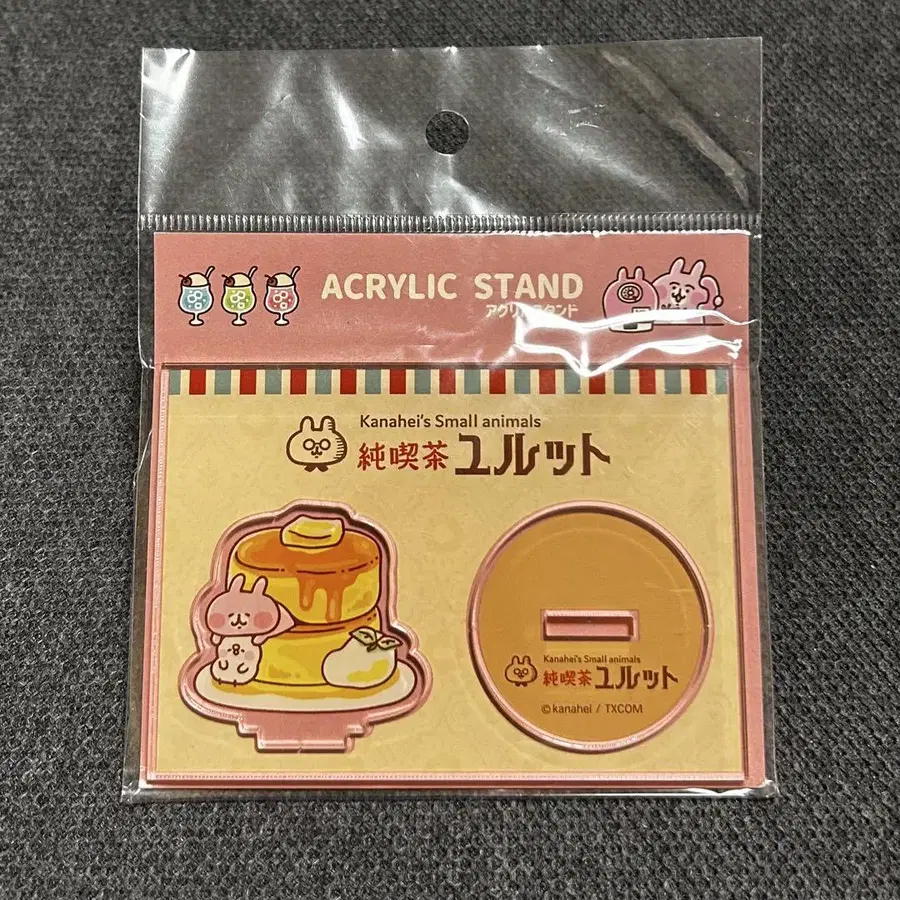 ACRYLIC STAND
アクリルスタンド
Kanahei's Small animals
純喫茶ユルット
Kanahei's Small animals
純喫茶ユルット
©kanahei / TXCOM